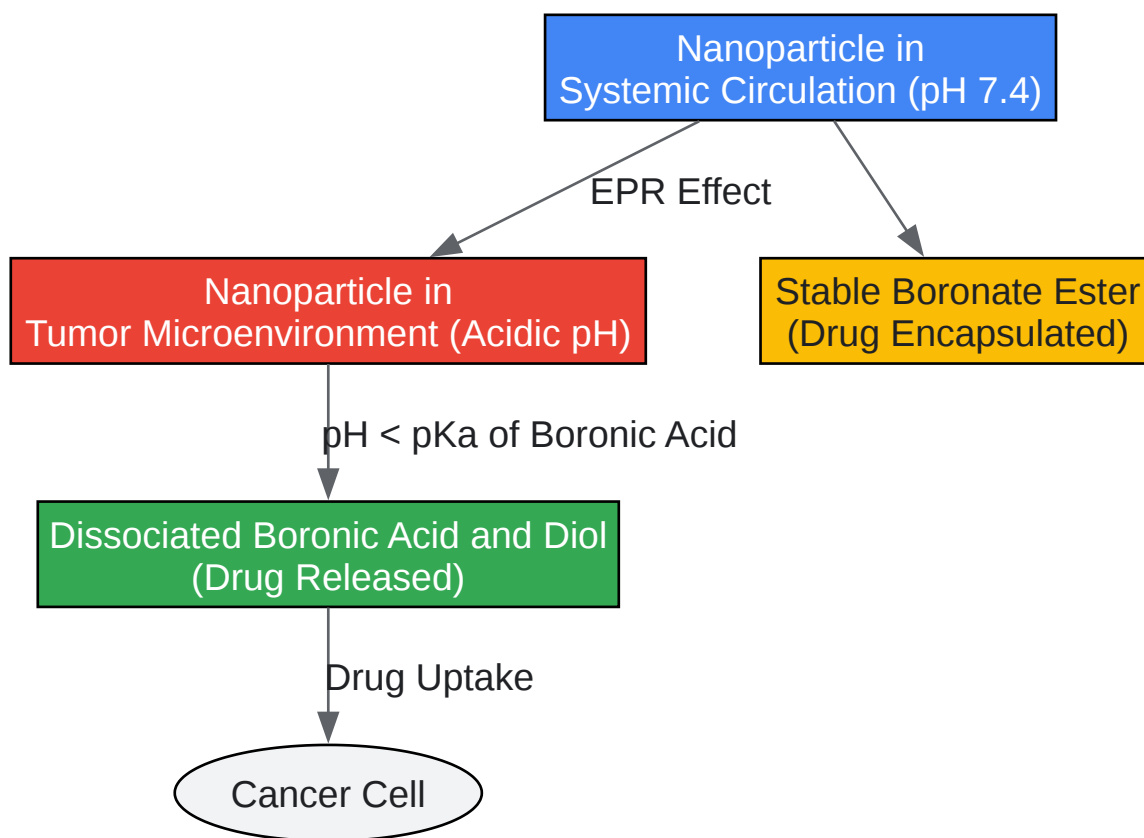 Nanoparticle in
Systemic Circulation (pH 7.4)
EPR Effect
Nanoparticle in
Tumor Microenvironment (Acidic pH)
Stable Boronate Ester
(Drug Encapsulated)
pH < pKa of Boronic Acid
Dissociated Boronic Acid and Diol
(Drug Released)
Drug Uptake
Cancer Cell